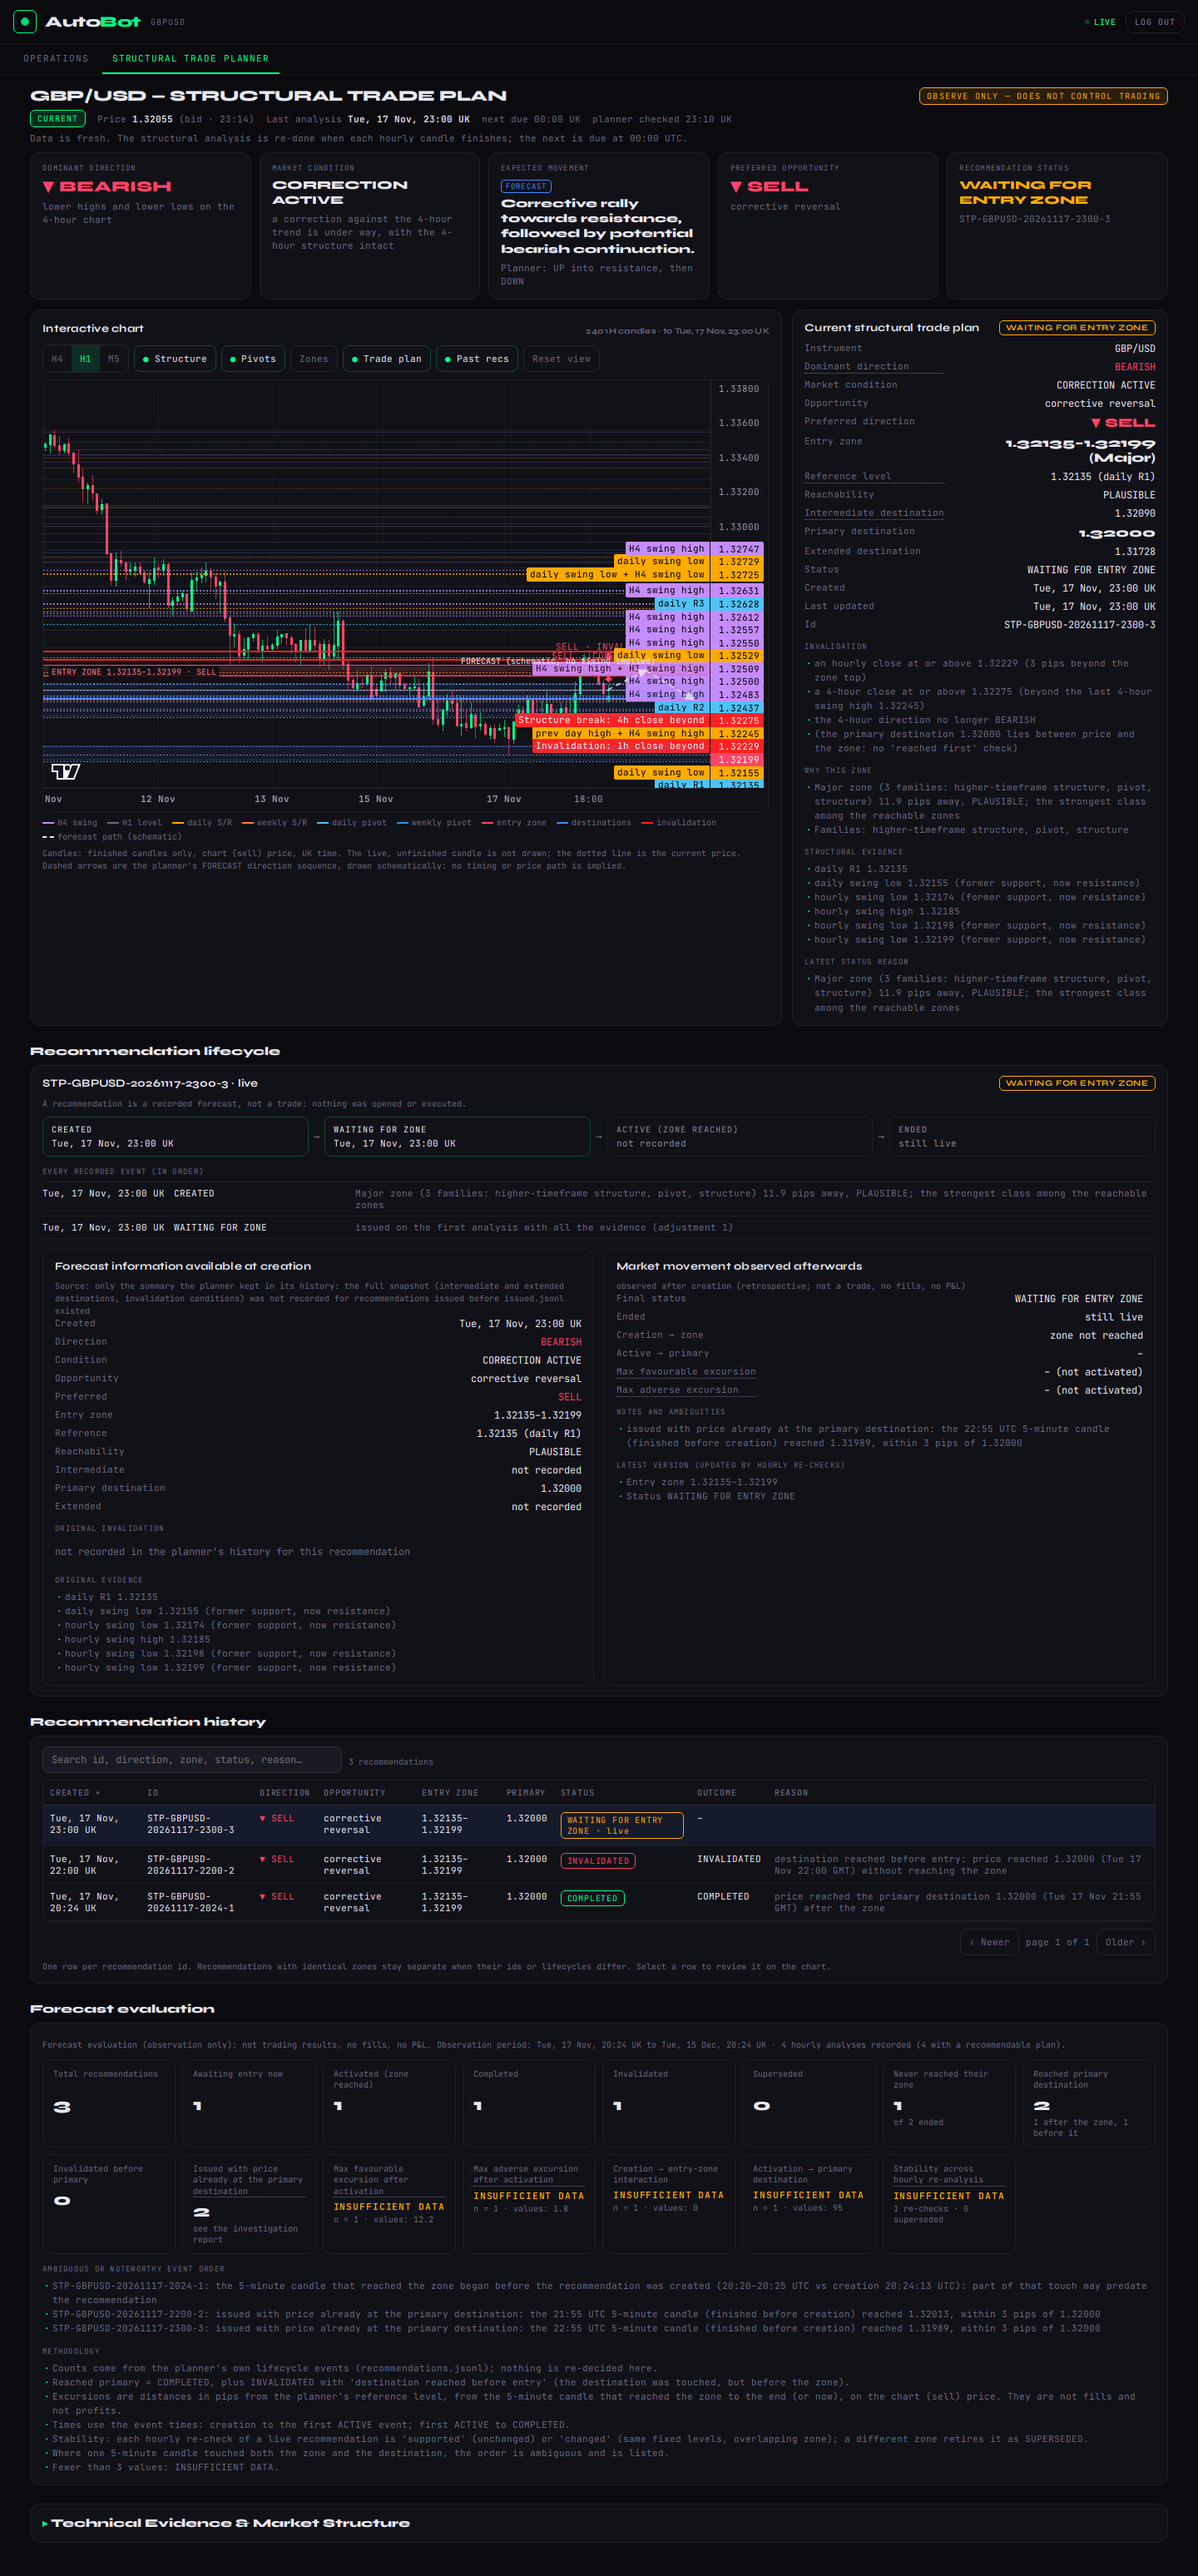 AutoBot GBPUSD
LIVE
LOG OUT
OPERATIONS
STRUCTURAL TRADE PLANNER
GBP/USD — STRUCTURAL TRADE PLAN
OBSERVE ONLY — DOES NOT CONTROL TRADING
CURRENT Price 1.32055 (bid · 23:14) Last analysis Tue, 17 Nov, 23:00 UK next due 00:00 UK planner checked 23:10 UK
Data is fresh. The structural analysis is re-done when each hourly candle finishes; the next is due at 00:00 UTC.
DOMINANT DIRECTION
▼ BEARISH
lower highs and lower lows on the
4-hour chart
MARKET CONDITION
CORRECTION
ACTIVE
a correction against the 4-hour
trend is under way, with the 4-
hour structure intact
EXPECTED MOVEMENT
FORECAST
Corrective rally
towards resistance,
followed by potential
bearish continuation.
Planner: UP into resistance, then
DOWN
PREFERRED OPPORTUNITY
▼ SELL
corrective reversal
RECOMMENDATION STATUS
WAITING FOR
ENTRY ZONE
STP-GBPUSD-20261117-2300-3
Interactive chart
240 1H candles · to Tue, 17 Nov, 23:00 UK
H4 H1 M5 Structure Pivots Zones Trade plan Past recs Reset view
1.33800
1.33600
1.33400
1.33200
1.33000
H4 swing high 1.32747
daily swing low 1.32729
daily swing low + H4 swing low 1.32725
H4 swing high 1.32631
daily R3 1.32628
H4 swing high 1.32612
H4 swing high 1.32557
H4 swing high 1.32550
SELL · INVAL
daily swing low 1.32529
FORECAST (schematic, no timing implied)
H4 swing high + H4 swing high 1.32509
ENTRY ZONE 1.32135–1.32199 · SELL
swing high 1.32500
H4 swing high 1.32483
daily R2 1.32437
Structure break: 4h close beyond 1.32275
prev day high + H4 swing high 1.32245
Invalidation: 1h close beyond 1.32229
1.32199
daily swing low 1.32155
daily R1 1.32135
Nov 12 Nov 13 Nov 15 Nov 17 Nov 18:00
H4 swing H1 level daily S/R weekly S/R daily pivot weekly pivot entry zone destinations invalidation
forecast path (schematic)
Candles: finished candles only, chart (sell) price, UK time. The live, unfinished candle is not drawn; the dotted line is the current price.
Dashed arrows are the planner's FORECAST direction sequence, drawn schematically: no timing or price path is implied.
Current structural trade plan
WAITING FOR ENTRY ZONE
Instrument GBP/USD
Dominant direction BEARISH
Market condition CORRECTION ACTIVE
Opportunity corrective reversal
Preferred direction ▼ SELL
Entry zone 1.32135–1.32199
(Major)
Reference level 1.32135 (daily R1)
Reachability PLAUSIBLE
Intermediate destination 1.32090
Primary destination 1.32000
Extended destination 1.31728
Status WAITING FOR ENTRY ZONE
Created Tue, 17 Nov, 23:00 UK
Last updated Tue, 17 Nov, 23:00 UK
Id STP-GBPUSD-20261117-2300-3
INVALIDATION
· an hourly close at or above 1.32229 (3 pips beyond the
zone top)
· a 4-hour close at or above 1.32275 (beyond the last 4-hour
swing high 1.32245)
· the 4-hour direction no longer BEARISH
· (the primary destination 1.32000 lies between price and
the zone: no 'reached first' check)
WHY THIS ZONE
· Major zone (3 families: higher-timeframe structure, pivot,
structure) 11.9 pips away, PLAUSIBLE; the strongest class
among the reachable zones
· Families: higher-timeframe structure, pivot, structure
STRUCTURAL EVIDENCE
· daily R1 1.32135
· daily swing low 1.32155 (former support, now resistance)
· hourly swing low 1.32174 (former support, now resistance)
· hourly swing high 1.32185
· hourly swing low 1.32198 (former support, now resistance)
· hourly swing low 1.32199 (former support, now resistance)
LATEST STATUS REASON
· Major zone (3 families: higher-timeframe structure, pivot,
structure) 11.9 pips away, PLAUSIBLE; the strongest class
among the reachable zones
Recommendation lifecycle
STP-GBPUSD-20261117-2300-3 · live
WAITING FOR ENTRY ZONE
A recommendation is a recorded forecast, not a trade: nothing was opened or executed.
CREATED
Tue, 17 Nov, 23:00 UK
→
WAITING FOR ZONE
Tue, 17 Nov, 23:00 UK
→
ACTIVE (ZONE REACHED)
not recorded
→
ENDED
still live
EVERY RECORDED EVENT (IN ORDER)
Tue, 17 Nov, 23:00 UK CREATED Major zone (3 families: higher-timeframe structure, pivot, structure) 11.9 pips away, PLAUSIBLE; the strongest class among the reachable
zones
Tue, 17 Nov, 23:00 UK WAITING FOR ZONE issued on the first analysis with all the evidence (adjustment 1)
Forecast information available at creation
Source: only the summary the planner kept in its history: the full snapshot (intermediate and extended
destinations, invalidation conditions) was not recorded for recommendations issued before issued.jsonl
existed
Created Tue, 17 Nov, 23:00 UK
Direction BEARISH
Condition CORRECTION ACTIVE
Opportunity corrective reversal
Preferred SELL
Entry zone 1.32135–1.32199
Reference 1.32135 (daily R1)
Reachability PLAUSIBLE
Intermediate not recorded
Primary destination 1.32000
Extended not recorded
ORIGINAL INVALIDATION
not recorded in the planner's history for this recommendation
ORIGINAL EVIDENCE
· daily R1 1.32135
· daily swing low 1.32155 (former support, now resistance)
· hourly swing low 1.32174 (former support, now resistance)
· hourly swing high 1.32185
· hourly swing low 1.32198 (former support, now resistance)
· hourly swing low 1.32199 (former support, now resistance)
Market movement observed afterwards
observed after creation (retrospective; not a trade, no fills, no P&L)
Final status WAITING FOR ENTRY ZONE
Ended still live
Creation → zone zone not reached
Active → primary –
Max favourable excursion – (not activated)
Max adverse excursion – (not activated)
NOTES AND AMBIGUITIES
· issued with price already at the primary destination: the 22:55 UTC 5-minute candle
(finished before creation) reached 1.31989, within 3 pips of 1.32000
LATEST VERSION (UPDATED BY HOURLY RE-CHECKS)
· Entry zone 1.32135–1.32199
· Status WAITING FOR ENTRY ZONE
Recommendation history
Search id, direction, zone, status, reason…
3 recommendations
CREATED ▾ ID DIRECTION OPPORTUNITY ENTRY ZONE PRIMARY STATUS OUTCOME REASON
Tue, 17 Nov, STP-GBPUSD- ▼ SELL corrective 1.32135– 1.32000 WAITING FOR ENTRY –
23:00 UK 20261117-2300-3 reversal 1.32199 ZONE · live
Tue, 17 Nov, STP-GBPUSD- ▼ SELL corrective 1.32135– 1.32000 INVALIDATED INVALIDATED destination reached before entry: price reached 1.32000 (Tue 17
22:00 UK 20261117-2200-2 reversal 1.32199 Nov 22:00 GMT) without reaching the zone
Tue, 17 Nov, STP-GBPUSD- ▼ SELL corrective 1.32135– 1.32000 COMPLETED COMPLETED price reached the primary destination 1.32000 (Tue 17 Nov 21:55
20:24 UK 20261117-2024-1 reversal 1.32199 GMT) after the zone
‹ Newer page 1 of 1 Older ›
One row per recommendation id. Recommendations with identical zones stay separate when their ids or lifecycles differ. Select a row to review it on the chart.
Forecast evaluation
Forecast evaluation (observation only): not trading results, no fills, no P&L. Observation period: Tue, 17 Nov, 20:24 UK to Tue, 15 Dec, 20:24 UK · 4 hourly analyses recorded (4 with a recommendable plan).
Total recommendations
3
Awaiting entry now
1
Activated (zone
reached)
1
Completed
1
Invalidated
1
Superseded
0
Never reached their
zone
1
of 2 ended
Reached primary
destination
2
1 after the zone, 1
before it
Invalidated before
primary
0
Issued with price
already at the primary
destination
2
see the investigation
report
Max favourable
excursion after
activation
INSUFFICIENT DATA
n = 1 · values: 12.2
Max adverse excursion
after activation
INSUFFICIENT DATA
n = 1 · values: 1.8
Creation → entry-zone
interaction
INSUFFICIENT DATA
n = 1 · values: 0
Activation → primary
destination
INSUFFICIENT DATA
n = 1 · values: 95
Stability across
hourly re-analysis
INSUFFICIENT DATA
1 re-checks · 0
superseded
AMBIGUOUS OR NOTEWORTHY EVENT ORDER
· STP-GBPUSD-20261117-2024-1: the 5-minute candle that reached the zone began before the recommendation was created (20:20–20:25 UTC vs creation 20:24:13 UTC): part of that touch may predate
the recommendation
· STP-GBPUSD-20261117-2200-2: issued with price already at the primary destination: the 21:55 UTC 5-minute candle (finished before creation) reached 1.32013, within 3 pips of 1.32000
· STP-GBPUSD-20261117-2300-3: issued with price already at the primary destination: the 22:55 UTC 5-minute candle (finished before creation) reached 1.31989, within 3 pips of 1.32000
METHODOLOGY
· Counts come from the planner's own lifecycle events (recommendations.jsonl); nothing is re-decided here.
· Reached primary = COMPLETED, plus INVALIDATED with 'destination reached before entry' (the destination was touched, but before the zone).
· Excursions are distances in pips from the planner's reference level, from the 5-minute candle that reached the zone to the end (or now), on the chart (sell) price. They are not fills and
not profits.
· Times use the event times: creation to the first ACTIVE event; first ACTIVE to COMPLETED.
· Stability: each hourly re-check of a live recommendation is 'supported' (unchanged) or 'changed' (same fixed levels, overlapping zone); a different zone retires it as SUPERSEDED.
· Where one 5-minute candle touched both the zone and the destination, the order is ambiguous and is listed.
· Fewer than 3 values: INSUFFICIENT DATA.
▸ Technical Evidence & Market Structure